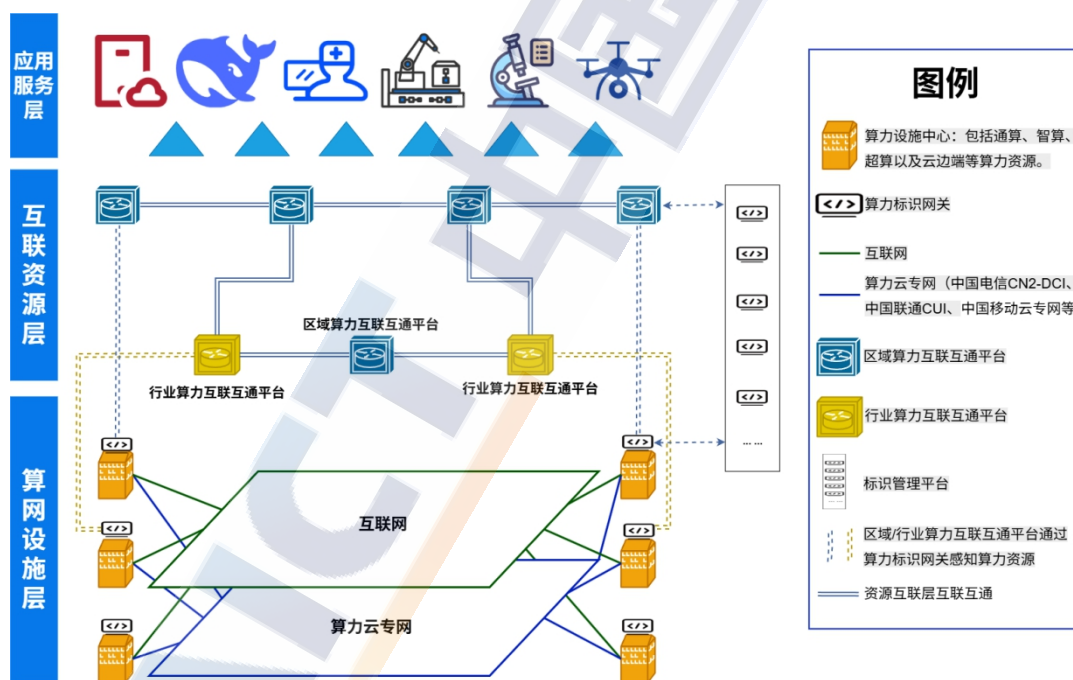 应用
服务
层
互
联
资
源
层
区域算力互联互通平台
行业算力互联互通平台
行业算力互联互通平台
算
网
设
施
层
互联网
算力云专网
</>
</>
</>
</>
</>
... ...
</>
</>
</>
</>
</>
</>
图例
算力设施中心：包括通算、智算、
超算以及云边端等算力资源。
</>
算力标识网关
互联网
算力云专网（中国电信CN2-DCI、
中国联通CUI、中国移动云专网等
区域算力互联互通平台
行业算力互联互通平台
标识管理平台
区域/行业算力互联互通平台通过
算力标识网关感知算力资源
资源互联层互联互通